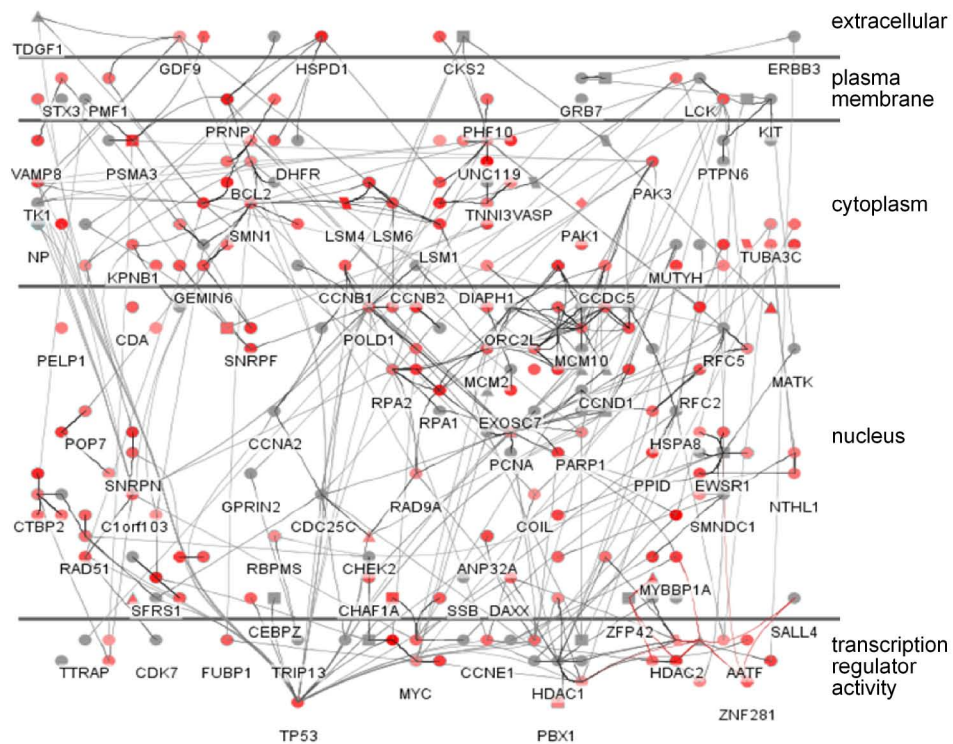 extracellular
TDGF1
GDF9 HSPD1 CKS2 ERBB3
plasma
membrane
STX3 PMF1 GRB7 LCK
PRNP PHF10 KIT
VAMP8 PSMA3 DHFR UNC119 PTPN6
BCL2 PAK3
cytoplasm
TK1 TNNI3 VASP
SMN1 LSM4 LSM6 PAK1
NP LSM1 TUBA3C
KPNB1 MUTYH
GEMIN6 CCNB1 CCNB2 DIAPH1 CCDC5
CDA POLD1 ORC2L
PELP1 SNRPF MCM10 RFC5
MCM2 MATK
RPA2 CCND1 RFC2
RPA1 EXOSC7
nucleus
POP7 CCNA2 HSPA8
PCNA PARP1
SNRPN GPRIN2 RAD9A PPID EWSR1
NTHL1
CTBP2 C1orf103 CDC25C COIL SMNDC1
RAD51 RBPMS CHEK2 ANP32A
MYBBP1A
SFRS1 CHAF1A SSB DAXX
CEBPZ ZFP42 SALL4
transcription
regulator
activity
TTRAP CDK7 FUBP1 TRIP13 CCNE1 HDAC2 AATF
MYC HDAC1
ZNF281
TP53 PBX1